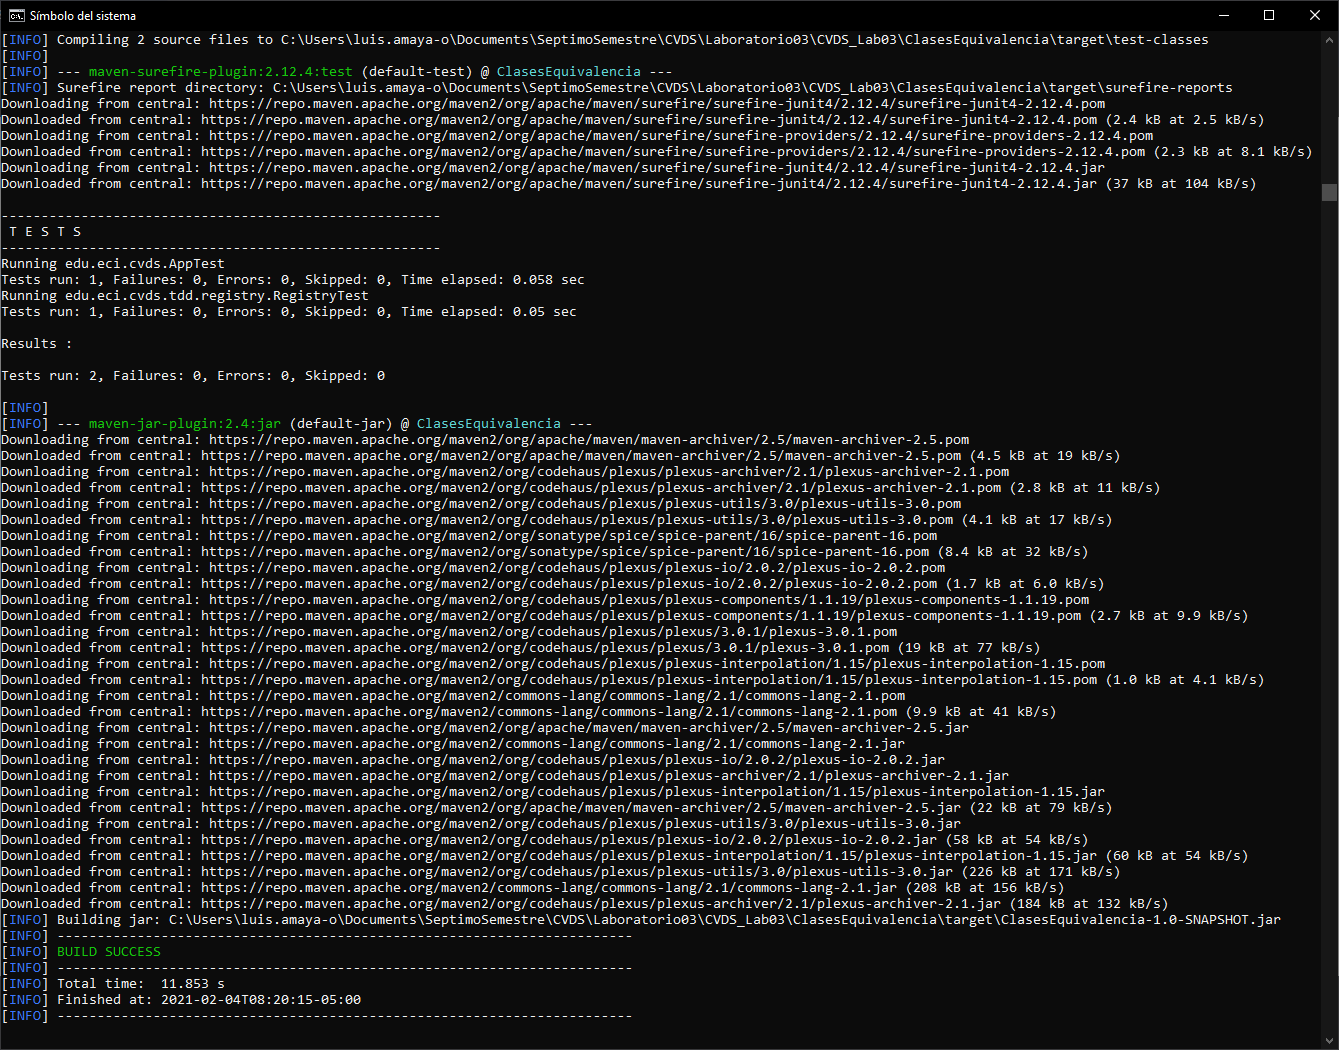 Símbolo del sistema
[INFO] Compiling 2 source files to C:\Users\luis.amaya-o\Documents\SeptimoSemestre\CVDS\Laboratorio03\CVDS_Lab03\ClasesEquivalencia\target\test-classes
[INFO]
[INFO] --- maven-surefire-plugin:2.12.4:test (default-test) @ ClasesEquivalencia ---
[INFO] Surefire report directory: C:\Users\luis.amaya-o\Documents\SeptimoSemestre\CVDS\Laboratorio03\CVDS_Lab03\ClasesEquivalencia\target\surefire-reports
Downloading from central: https://repo.maven.apache.org/maven2/org/apache/maven/surefire/surefire-junit4/2.12.4/surefire-junit4-2.12.4.pom
Downloaded from central: https://repo.maven.apache.org/maven2/org/apache/maven/surefire/surefire-junit4/2.12.4/surefire-junit4-2.12.4.pom (2.4 kB at 2.5 kB/s)
Downloading from central: https://repo.maven.apache.org/maven2/org/apache/maven/surefire/surefire-providers/2.12.4/surefire-providers-2.12.4.pom
Downloaded from central: https://repo.maven.apache.org/maven2/org/apache/maven/surefire/surefire-providers/2.12.4/surefire-providers-2.12.4.pom (2.3 kB at 8.1 kB/s)
Downloading from central: https://repo.maven.apache.org/maven2/org/apache/maven/surefire/surefire-junit4/2.12.4/surefire-junit4-2.12.4.jar
Downloaded from central: https://repo.maven.apache.org/maven2/org/apache/maven/surefire/surefire-junit4/2.12.4/surefire-junit4-2.12.4.jar (37 kB at 104 kB/s)
-------------------------------------------------------
 T E S T S
-------------------------------------------------------
Running edu.eci.cvds.AppTest
Tests run: 1, Failures: 0, Errors: 0, Skipped: 0, Time elapsed: 0.058 sec
Running edu.eci.cvds.tdd.registry.RegistryTest
Tests run: 1, Failures: 0, Errors: 0, Skipped: 0, Time elapsed: 0.05 sec
Results :
Tests run: 2, Failures: 0, Errors: 0, Skipped: 0
[INFO]
[INFO] --- maven-jar-plugin:2.4:jar (default-jar) @ ClasesEquivalencia ---
Downloading from central: https://repo.maven.apache.org/maven2/org/apache/maven/maven-archiver/2.5/maven-archiver-2.5.pom
Downloaded from central: https://repo.maven.apache.org/maven2/org/apache/maven/maven-archiver/2.5/maven-archiver-2.5.pom (4.5 kB at 19 kB/s)
Downloading from central: https://repo.maven.apache.org/maven2/org/codehaus/plexus/plexus-archiver/2.1/plexus-archiver-2.1.pom
Downloaded from central: https://repo.maven.apache.org/maven2/org/codehaus/plexus/plexus-archiver/2.1/plexus-archiver-2.1.pom (2.8 kB at 11 kB/s)
Downloading from central: https://repo.maven.apache.org/maven2/org/codehaus/plexus/plexus-utils/3.0/plexus-utils-3.0.pom
Downloaded from central: https://repo.maven.apache.org/maven2/org/codehaus/plexus/plexus-utils/3.0/plexus-utils-3.0.pom (4.1 kB at 17 kB/s)
Downloading from central: https://repo.maven.apache.org/maven2/org/sonatype/spice/spice-parent/16/spice-parent-16.pom
Downloaded from central: https://repo.maven.apache.org/maven2/org/sonatype/spice/spice-parent/16/spice-parent-16.pom (8.4 kB at 32 kB/s)
Downloading from central: https://repo.maven.apache.org/maven2/org/codehaus/plexus/plexus-io/2.0.2/plexus-io-2.0.2.pom
Downloaded from central: https://repo.maven.apache.org/maven2/org/codehaus/plexus/plexus-io/2.0.2/plexus-io-2.0.2.pom (1.7 kB at 6.0 kB/s)
Downloading from central: https://repo.maven.apache.org/maven2/org/codehaus/plexus/plexus-components/1.1.19/plexus-components-1.1.19.pom
Downloaded from central: https://repo.maven.apache.org/maven2/org/codehaus/plexus/plexus-components/1.1.19/plexus-components-1.1.19.pom (2.7 kB at 9.9 kB/s)
Downloading from central: https://repo.maven.apache.org/maven2/org/codehaus/plexus/plexus/3.0.1/plexus-3.0.1.pom
Downloaded from central: https://repo.maven.apache.org/maven2/org/codehaus/plexus/plexus/3.0.1/plexus-3.0.1.pom (19 kB at 77 kB/s)
Downloading from central: https://repo.maven.apache.org/maven2/org/codehaus/plexus/plexus-interpolation/1.15/plexus-interpolation-1.15.pom
Downloaded from central: https://repo.maven.apache.org/maven2/org/codehaus/plexus/plexus-interpolation/1.15/plexus-interpolation-1.15.pom (1.0 kB at 4.1 kB/s)
Downloading from central: https://repo.maven.apache.org/maven2/commons-lang/commons-lang/2.1/commons-lang-2.1.pom
Downloaded from central: https://repo.maven.apache.org/maven2/commons-lang/commons-lang/2.1/commons-lang-2.1.pom (9.9 kB at 41 kB/s)
Downloading from central: https://repo.maven.apache.org/maven2/org/apache/maven/maven-archiver/2.5/maven-archiver-2.5.jar
Downloading from central: https://repo.maven.apache.org/maven2/commons-lang/commons-lang/2.1/commons-lang-2.1.jar
Downloading from central: https://repo.maven.apache.org/maven2/org/codehaus/plexus/plexus-io/2.0.2/plexus-io-2.0.2.jar
Downloading from central: https://repo.maven.apache.org/maven2/org/codehaus/plexus/plexus-archiver/2.1/plexus-archiver-2.1.jar
Downloading from central: https://repo.maven.apache.org/maven2/org/codehaus/plexus/plexus-interpolation/1.15/plexus-interpolation-1.15.jar
Downloaded from central: https://repo.maven.apache.org/maven2/org/apache/maven/maven-archiver/2.5/maven-archiver-2.5.jar (22 kB at 79 kB/s)
Downloading from central: https://repo.maven.apache.org/maven2/org/codehaus/plexus/plexus-utils/3.0/plexus-utils-3.0.jar
Downloaded from central: https://repo.maven.apache.org/maven2/org/codehaus/plexus/plexus-io/2.0.2/plexus-io-2.0.2.jar (58 kB at 54 kB/s)
Downloaded from central: https://repo.maven.apache.org/maven2/org/codehaus/plexus/plexus-interpolation/1.15/plexus-interpolation-1.15.jar (60 kB at 54 kB/s)
Downloaded from central: https://repo.maven.apache.org/maven2/org/codehaus/plexus/plexus-utils/3.0/plexus-utils-3.0.jar (226 kB at 171 kB/s)
Downloaded from central: https://repo.maven.apache.org/maven2/commons-lang/commons-lang/2.1/commons-lang-2.1.jar (208 kB at 156 kB/s)
Downloaded from central: https://repo.maven.apache.org/maven2/org/codehaus/plexus/plexus-archiver/2.1/plexus-archiver-2.1.jar (184 kB at 132 kB/s)
[INFO] Building jar: C:\Users\luis.amaya-o\Documents\SeptimoSemestre\CVDS\Laboratorio03\CVDS_Lab03\ClasesEquivalencia\target\ClasesEquivalencia-1.0-SNAPSHOT.jar
[INFO] ------------------------------------------------------------------------
[INFO] BUILD SUCCESS
[INFO] ------------------------------------------------------------------------
[INFO] Total time:  11.853 s
[INFO] Finished at: 2021-02-04T08:20:15-05:00
[INFO] ------------------------------------------------------------------------